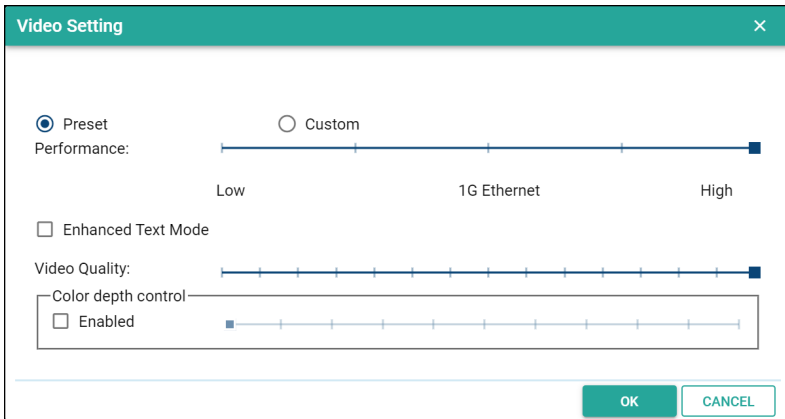 Video Setting
Preset Custom
Performance:
Low 1G Ethernet High
Enhanced Text Mode
Video Quality:
Color depth control
Enabled
OK CANCEL